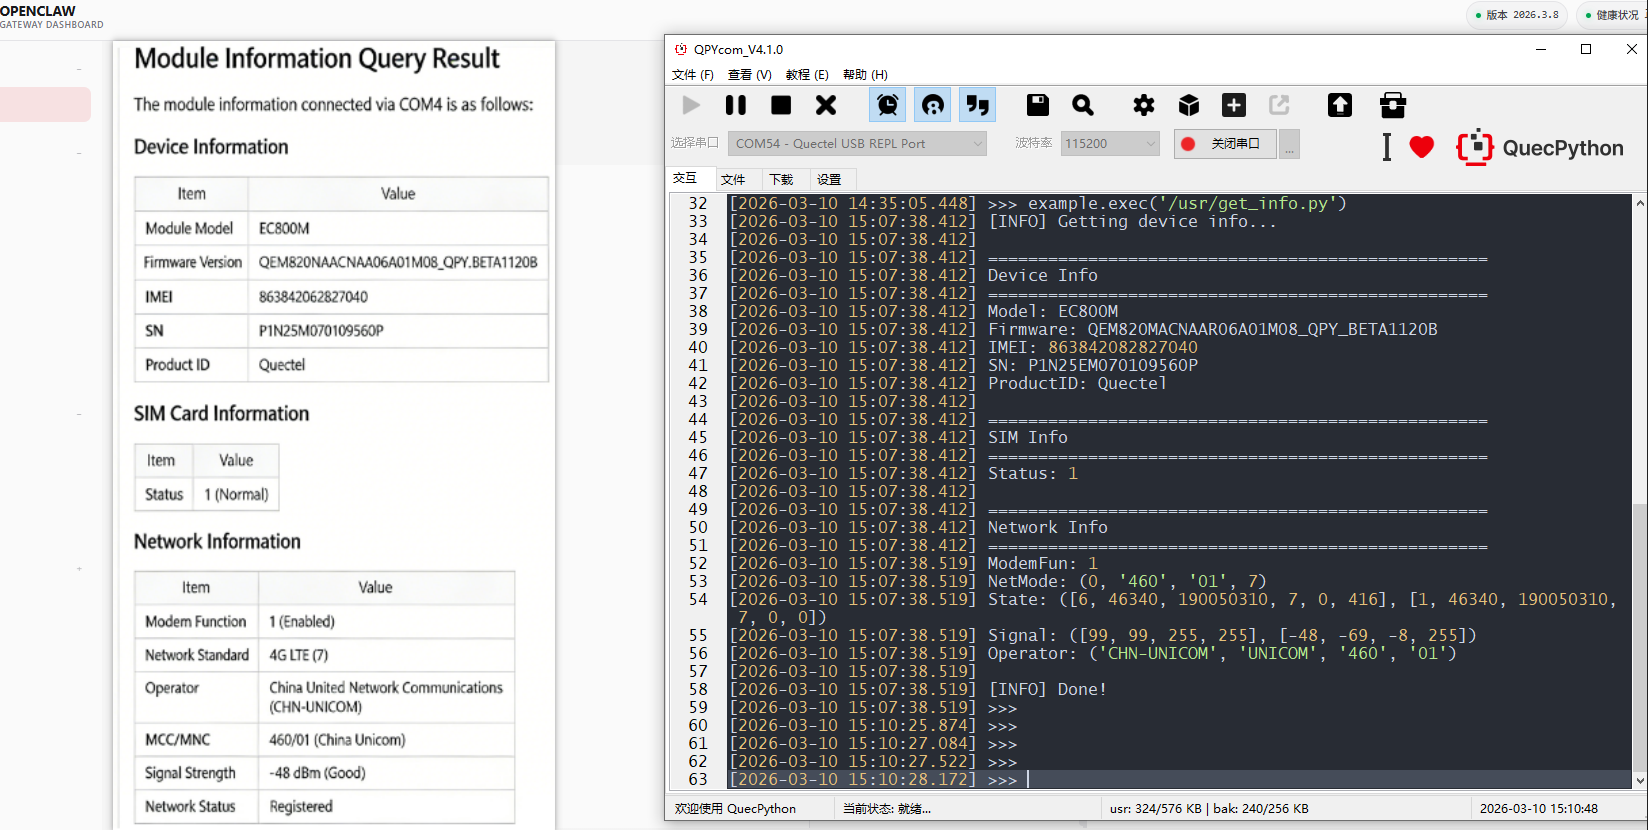 OPENCLAW
GATEWAY DASHBOARD
版本 2026.3.8
健康状况
Module Information Query Result
The module information connected via COM4 is as follows:
Device Information
Item Value
Module Model EC800M
Firmware Version QEM820NAACNAA06A01M08_QPY.BETA1120B
IMEI 863842062827040
SN P1N25M070109560P
Product ID Quectel
SIM Card Information
Item Value
Status 1 (Normal)
Network Information
Item Value
Modem Function 1 (Enabled)
Network Standard 4G LTE (7)
Operator China United Network Communications
(CHN-UNICOM)
MCC/MNC 460/01 (China Unicom)
Signal Strength -48 dBm (Good)
Network Status Registered
QPYcom_V4.1.0
文件 (F) 查看 (V) 教程 (E) 帮助 (H)
选择串口 COM54 - Quectel USB REPL Port 波特率 115200 关闭串口 ...
QuecPython
交互 文件 下载 设置
32 [2026-03-10 14:35:05.448] >>> example.exec('/usr/get_info.py')
33 [2026-03-10 15:07:38.412] [INFO] Getting device info...
34 [2026-03-10 15:07:38.412]
35 [2026-03-10 15:07:38.412] ==================================================
36 [2026-03-10 15:07:38.412] Device Info
37 [2026-03-10 15:07:38.412] ==================================================
38 [2026-03-10 15:07:38.412] Model: EC800M
39 [2026-03-10 15:07:38.412] Firmware: QEM820MACNAAR06A01M08_QPY_BETA1120B
40 [2026-03-10 15:07:38.412] IMEI: 863842082827040
41 [2026-03-10 15:07:38.412] SN: P1N25EM070109560P
42 [2026-03-10 15:07:38.412] ProductID: Quectel
43 [2026-03-10 15:07:38.412]
44 [2026-03-10 15:07:38.412] ==================================================
45 [2026-03-10 15:07:38.412] SIM Info
46 [2026-03-10 15:07:38.412] ==================================================
47 [2026-03-10 15:07:38.412] Status: 1
48 [2026-03-10 15:07:38.412]
49 [2026-03-10 15:07:38.412] ==================================================
50 [2026-03-10 15:07:38.412] Network Info
51 [2026-03-10 15:07:38.412] ==================================================
52 [2026-03-10 15:07:38.519] ModemFun: 1
53 [2026-03-10 15:07:38.519] NetMode: (0, '460', '01', 7)
54 [2026-03-10 15:07:38.519] State: ([6, 46340, 190050310, 7, 0, 416], [1, 46340, 190050310,
7, 0, 0])
55 [2026-03-10 15:07:38.519] Signal: ([99, 99, 255, 255], [-48, -69, -8, 255])
56 [2026-03-10 15:07:38.519] Operator: ('CHN-UNICOM', 'UNICOM', '460', '01')
57 [2026-03-10 15:07:38.519]
58 [2026-03-10 15:07:38.519] [INFO] Done!
59 [2026-03-10 15:07:38.519] >>>
60 [2026-03-10 15:10:25.874] >>>
61 [2026-03-10 15:10:27.084] >>>
62 [2026-03-10 15:10:27.522] >>>
63 [2026-03-10 15:10:28.172] >>>
欢迎使用 QuecPython 当前状态: 就绪... usr: 324/576 KB | bak: 240/256 KB 2026-03-10 15:10:48